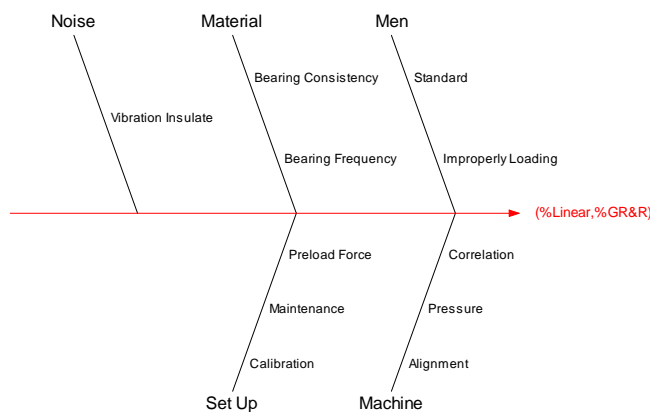 Noise
Material
Men
Bearing Consistency
Standard
Vibration Insulate
Bearing Frequency
Improperly Loading
(%Linear,%GR&R)
Preload Force
Correlation
Maintenance
Pressure
Calibration
Alignment
Set Up
Machine